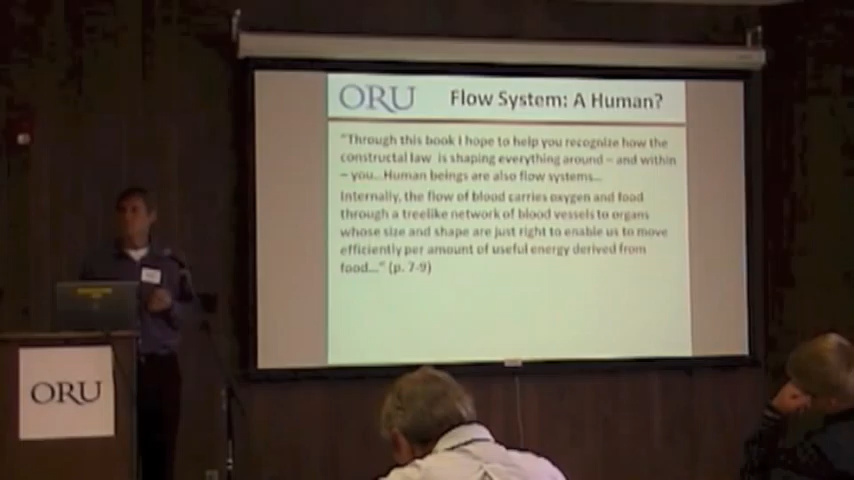 ORU Flow System: A Human?
"Through this book I hope to help you recognize how the
constructal law is shaping everything around – and within
– you...Human beings are also flow systems...
Internally, the flow of blood carries oxygen and food
through a treelike network of blood vessels to organs
whose size and shape are just right to enable us to move
efficiently per amount of useful energy derived from
food..." (p. 7-9)
ORU